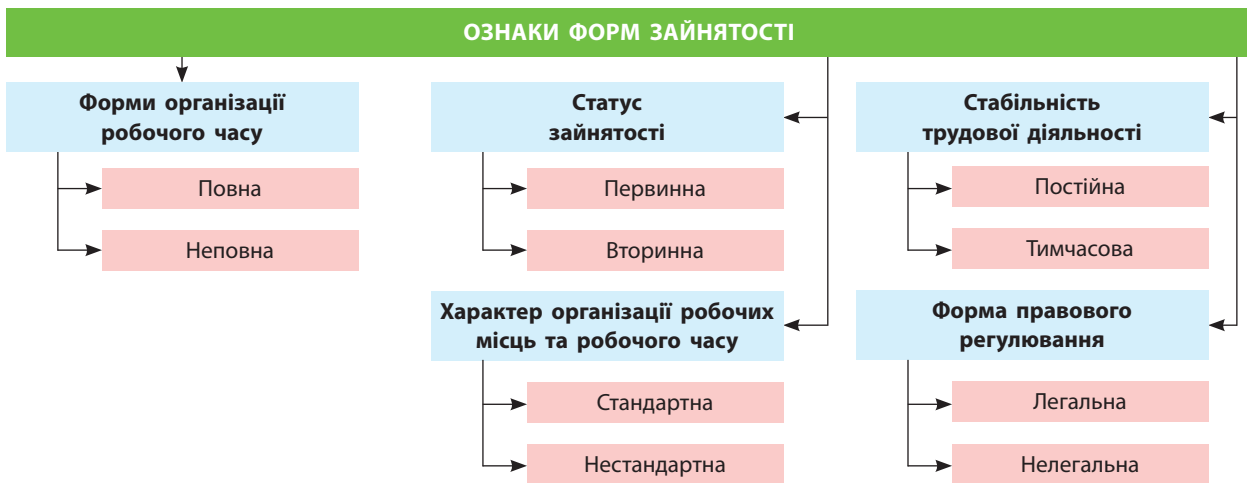 ОЗНАКИ ФОРМ ЗАЙНЯТОСТІ
Форми організації
робочого часу
Повна
Неповна
Статус
зайнятості
Первинна
Вторинна
Характер організації робочих
місць та робочого часу
Стандартна
Нестандартна
Стабільність
трудової діяльності
Постійна
Тимчасова
Форма правового
регулювання
Легальна
Нелегальна